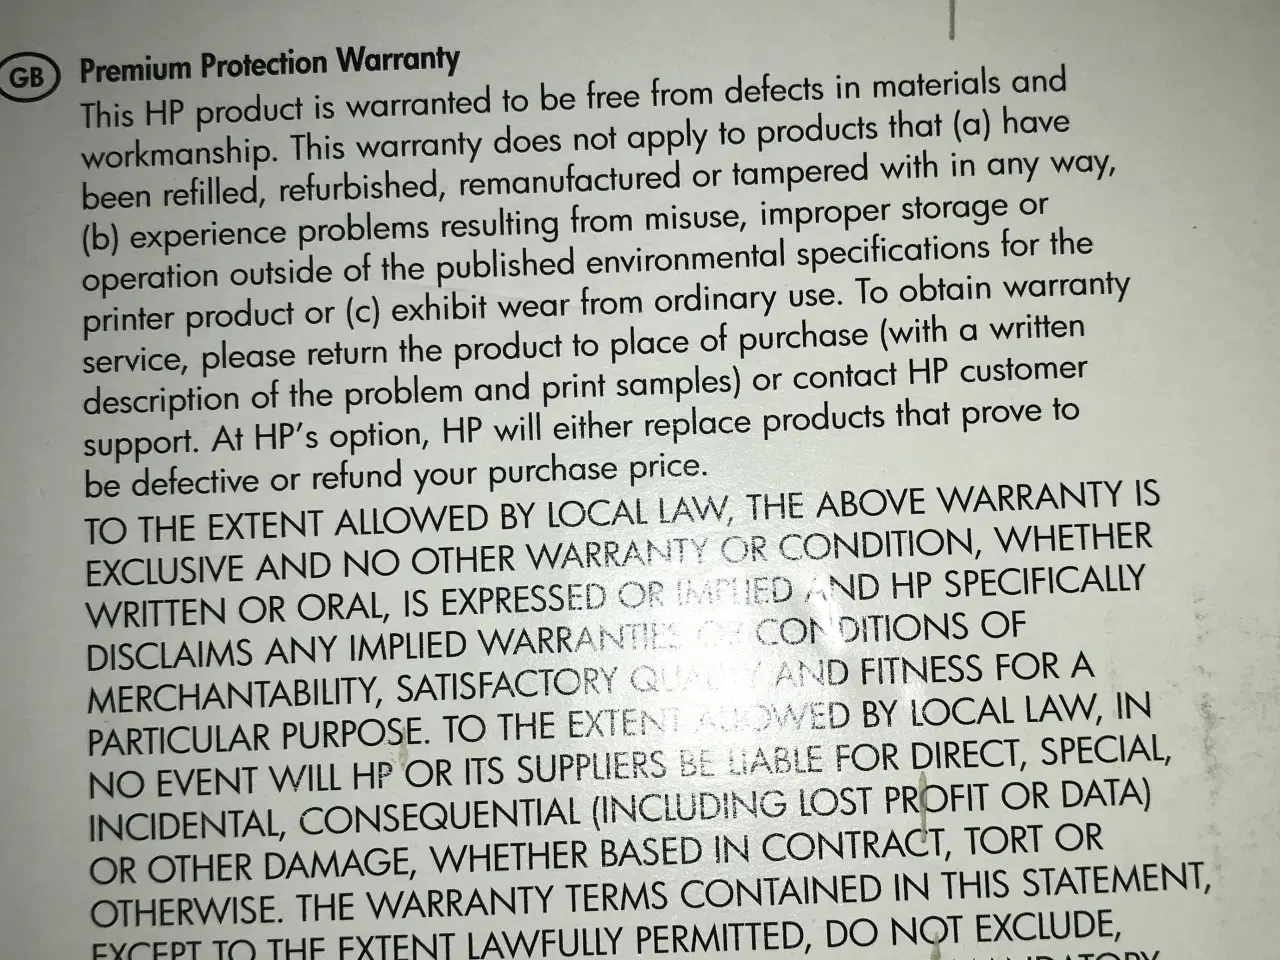 GB Premium Protection Warranty
This HP product is warranted to be free from defects in materials and
workmanship. This warranty does not apply to products that (a) have
been refilled, refurbished, remanufactured or tampered with in any way,
(b) experience problems resulting from misuse, improper storage or
operation outside of the published environmental specifications for the
printer product or (c) exhibit wear from ordinary use. To obtain warranty
service, please return the product to place of purchase (with a written
description of the problem and print samples) or contact HP customer
support. At HP's option, HP will either replace products that prove to
be defective or refund your purchase price.
TO THE EXTENT ALLOWED BY LOCAL LAW, THE ABOVE WARRANTY IS
EXCLUSIVE AND NO OTHER WARRANTY OR CONDITION, WHETHER
WRITTEN OR ORAL, IS EXPRESSED OR IMPLIED AND HP SPECIFICALLY
DISCLAIMS ANY IMPLIED WARRANTIES OR CONDITIONS OF
MERCHANTABILITY, SATISFACTORY QUALITY AND FITNESS FOR A
PARTICULAR PURPOSE. TO THE EXTENT ALLOWED BY LOCAL LAW, IN
NO EVENT WILL HP OR ITS SUPPLIERS BE LIABLE FOR DIRECT, SPECIAL,
INCIDENTAL, CONSEQUENTIAL (INCLUDING LOST PROFIT OR DATA)
OR OTHER DAMAGE, WHETHER BASED IN CONTRACT, TORT OR
OTHERWISE. THE WARRANTY TERMS CONTAINED IN THIS STATEMENT,
EXCEPT TO THE EXTENT LAWFULLY PERMITTED, DO NOT EXCLUDE,